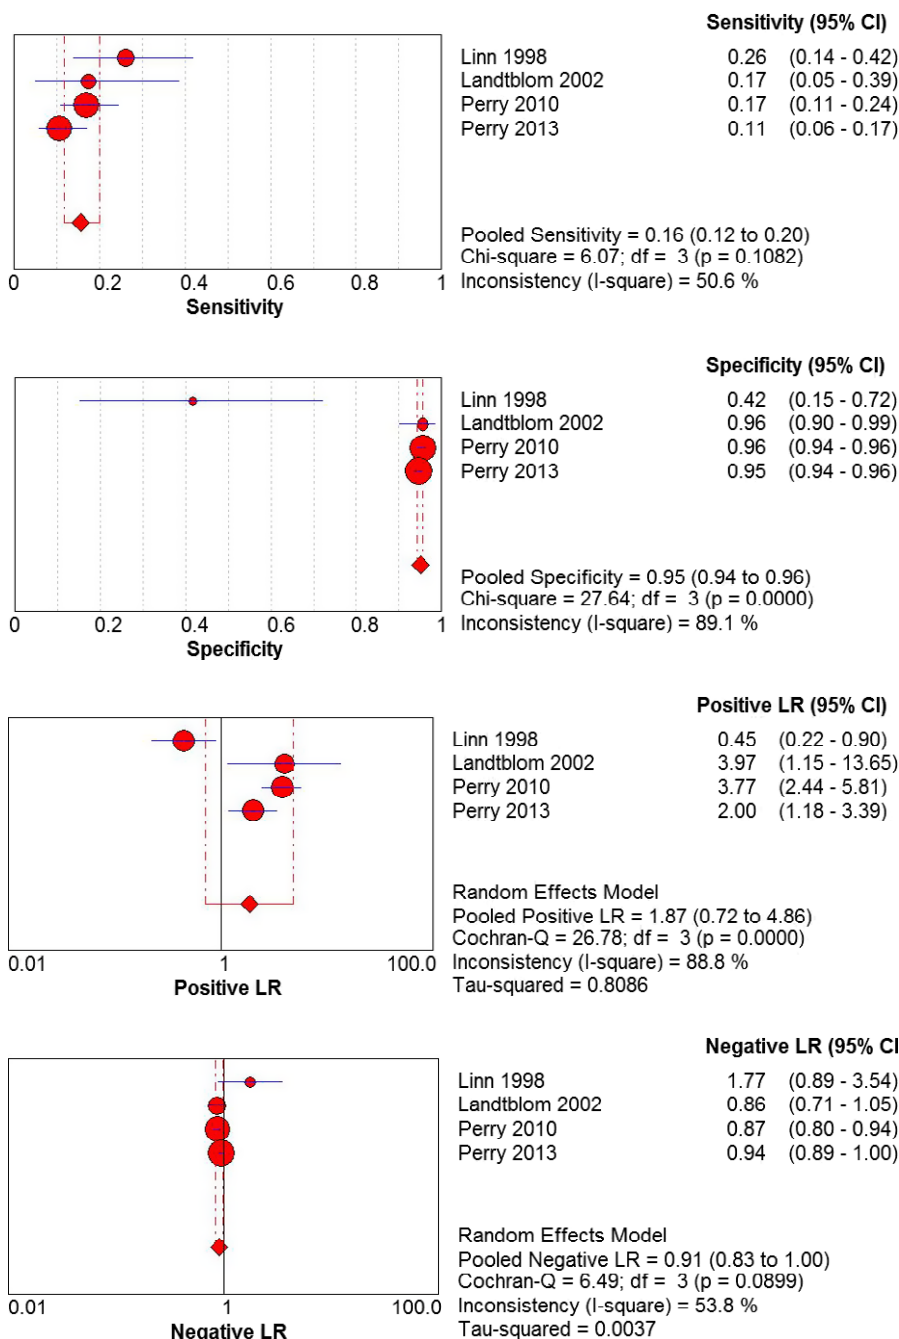 Sensitivity (95% CI)
Linn 1998 0.26 (0.14 - 0.42)
Landtblom 2002 0.17 (0.05 - 0.39)
Perry 2010 0.17 (0.11 - 0.24)
Perry 2013 0.11 (0.06 - 0.17)
Pooled Sensitivity = 0.16 (0.12 to 0.20)
Chi-square = 6.07; df = 3 (p = 0.1082)
Inconsistency (I-square) = 50.6 %
0 0.2 0.4 0.6 0.8 1
Sensitivity
Specificity (95% CI)
Linn 1998 0.42 (0.15 - 0.72)
Landtblom 2002 0.96 (0.90 - 0.99)
Perry 2010 0.96 (0.94 - 0.96)
Perry 2013 0.95 (0.94 - 0.96)
Pooled Specificity = 0.95 (0.94 to 0.96)
Chi-square = 27.64; df = 3 (p = 0.0000)
Inconsistency (I-square) = 89.1 %
0 0.2 0.4 0.6 0.8 1
Specificity
Positive LR (95% CI)
Linn 1998 0.45 (0.22 - 0.90)
Landtblom 2002 3.97 (1.15 - 13.65)
Perry 2010 3.77 (2.44 - 5.81)
Perry 2013 2.00 (1.18 - 3.39)
Random Effects Model
Pooled Positive LR = 1.87 (0.72 to 4.86)
Cochran-Q = 26.78; df = 3 (p = 0.0000)
Inconsistency (I-square) = 88.8 %
Tau-squared = 0.8086
0.01 1 100.0
Positive LR
Negative LR (95% CI
Linn 1998 1.77 (0.89 - 3.54)
Landtblom 2002 0.86 (0.71 - 1.05)
Perry 2010 0.87 (0.80 - 0.94)
Perry 2013 0.94 (0.89 - 1.00)
Random Effects Model
Pooled Negative LR = 0.91 (0.83 to 1.00)
Cochran-Q = 6.49; df = 3 (p = 0.0899)
Inconsistency (I-square) = 53.8 %
Tau-squared = 0.0037
0.01 1 100.0
Negative LR